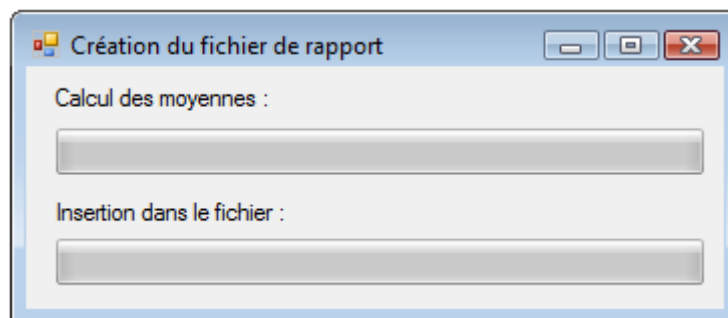 Création du fichier de rapport
Calcul des moyennes :
Insertion dans le fichier :